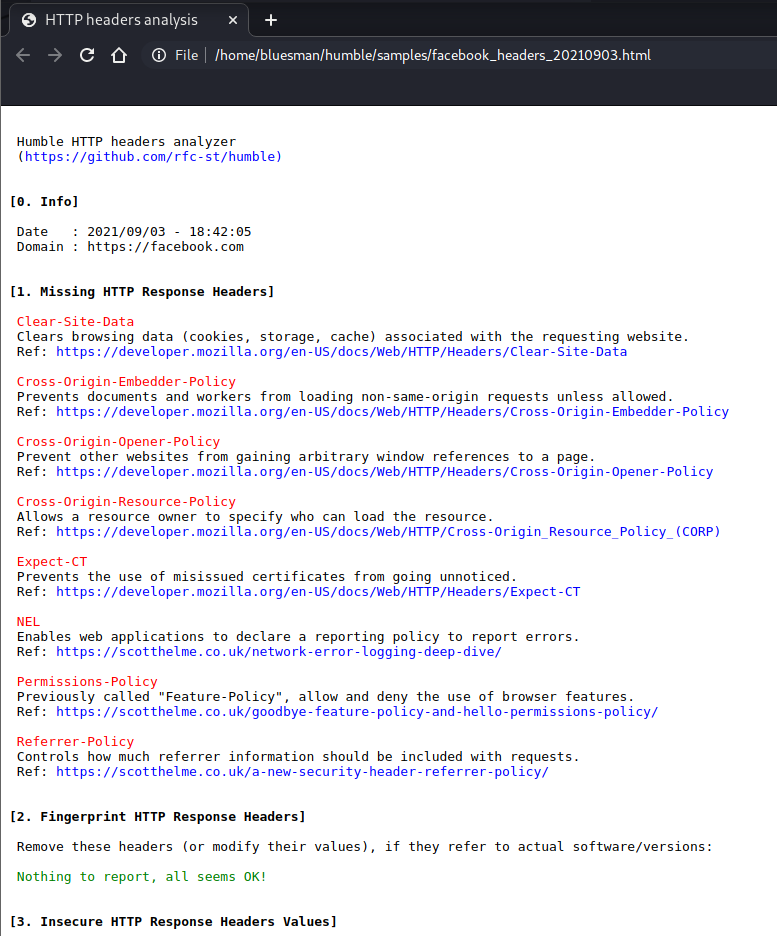 HTTP headers analysis
File /home/bluesman/humble/samples/facebook_headers_20210903.html
Humble HTTP headers analyzer
(https://github.com/rfc-st/humble)
[0. Info]
Date   : 2021/09/03 - 18:42:05
Domain : https://facebook.com
[1. Missing HTTP Response Headers]
Clear-Site-Data
Clears browsing data (cookies, storage, cache) associated with the requesting website.
Ref: https://developer.mozilla.org/en-US/docs/Web/HTTP/Headers/Clear-Site-Data
Cross-Origin-Embedder-Policy
Prevents documents and workers from loading non-same-origin requests unless allowed.
Ref: https://developer.mozilla.org/en-US/docs/Web/HTTP/Headers/Cross-Origin-Embedder-Policy
Cross-Origin-Opener-Policy
Prevent other websites from gaining arbitrary window references to a page.
Ref: https://developer.mozilla.org/en-US/docs/Web/HTTP/Headers/Cross-Origin-Opener-Policy
Cross-Origin-Resource-Policy
Allows a resource owner to specify who can load the resource.
Ref: https://developer.mozilla.org/en-US/docs/Web/HTTP/Cross-Origin_Resource_Policy_(CORP)
Expect-CT
Prevents the use of misissued certificates from going unnoticed.
Ref: https://developer.mozilla.org/en-US/docs/Web/HTTP/Headers/Expect-CT
NEL
Enables web applications to declare a reporting policy to report errors.
Ref: https://scotthelme.co.uk/network-error-logging-deep-dive/
Permissions-Policy
Previously called "Feature-Policy", allow and deny the use of browser features.
Ref: https://scotthelme.co.uk/goodbye-feature-policy-and-hello-permissions-policy/
Referrer-Policy
Controls how much referrer information should be included with requests.
Ref: https://scotthelme.co.uk/a-new-security-header-referrer-policy/
[2. Fingerprint HTTP Response Headers]
Remove these headers (or modify their values), if they refer to actual software/versions:
Nothing to report, all seems OK!
[3. Insecure HTTP Response Headers Values]